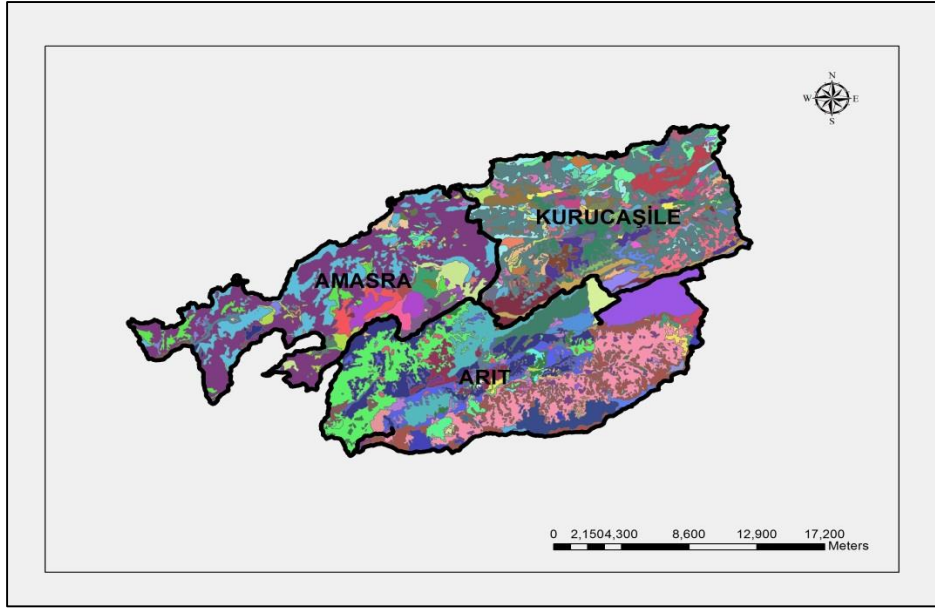 N
W E
S
KURUCAŞİLE
AMASRA
ARIT
0 2,1504,300 8,600 12,900 17,200
Meters